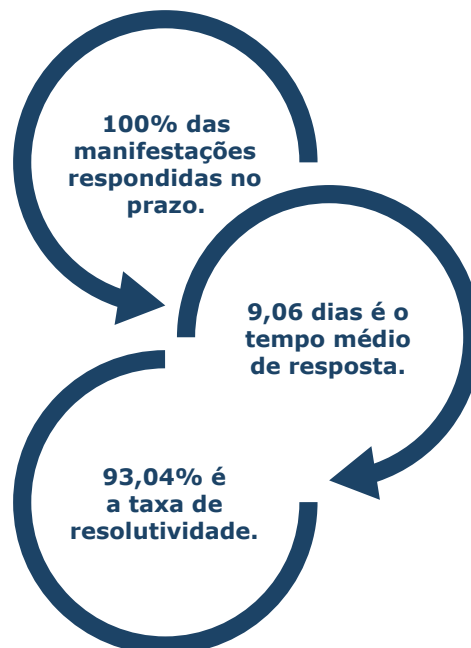 100% das
manifestações
respondidas no
prazo.
9,06 dias é o
tempo médio
de resposta.
93,04% é
a taxa de
resolutividade.